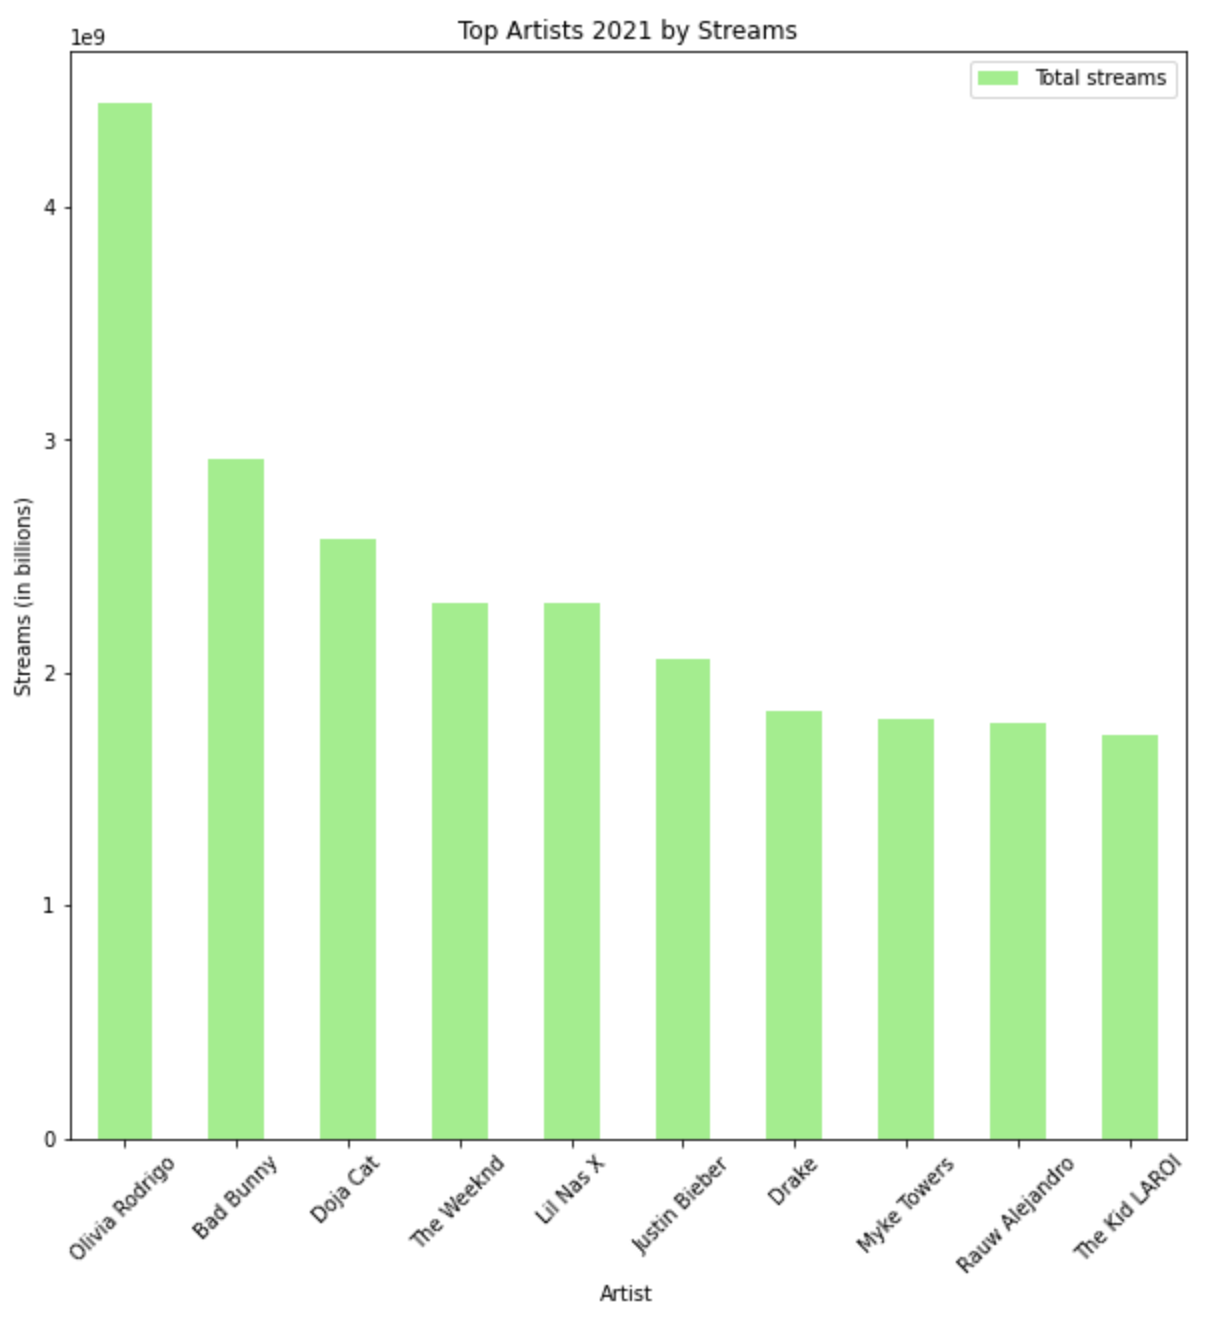 Top Artists 2021 by Streams
1e9
Total streams
4
3
2
1
0
Streams (in billions)
Olivia Rodrigo
Bad Bunny
Doja Cat
The Weeknd
Lil Nas X
Justin Bieber
Drake
Myke Towers
Rauw Alejandro
The Kid LAROI
Artist